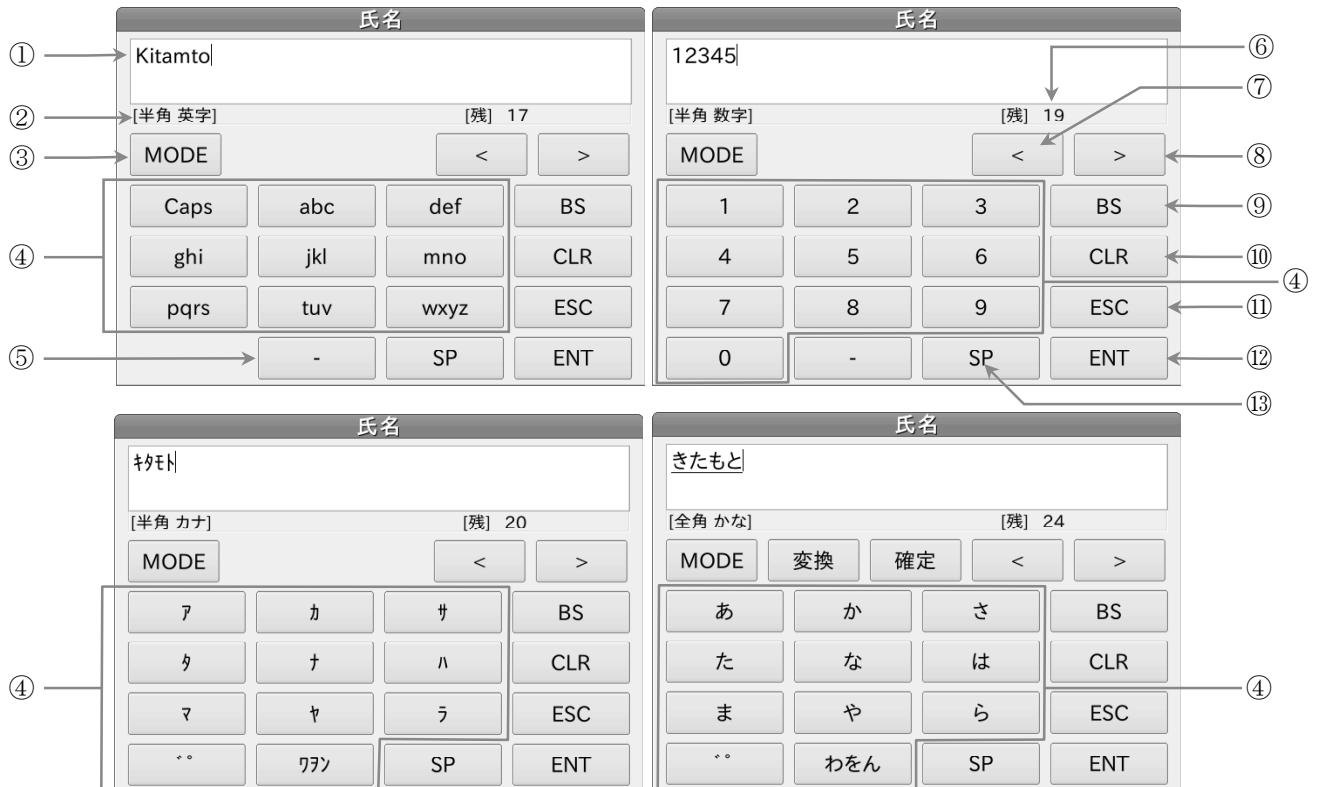 氏名
① Kitamto
② [半角 英字] [残] 17
③ MODE < >
Caps abc def BS
④ ghi jkl mno CLR
pqrs tuv wxyz ESC
⑤ - SP ENT
氏名
12345 ⑥
[半角 数字] [残] 19 ⑦
MODE < > ⑧
1 2 3 BS ⑨
4 5 6 CLR ⑩
④
7 8 9 ESC ⑪
0 - SP ENT ⑫
⑬
氏名
ｷﾀﾓﾄ
[半角 カナ] [残] 20
MODE < >
ｱ ｶ ｻ BS
ﾀ ﾅ ﾊ CLR
④ ﾏ ﾔ ﾗ ESC
ﾞﾟ ﾜｦﾝ SP ENT
氏名
きたもと
[全角 かな] [残] 24
MODE 変換 確定 < >
あ か さ BS
た な は CLR
ま や ら ESC ④
゛゜ わをん SP ENT